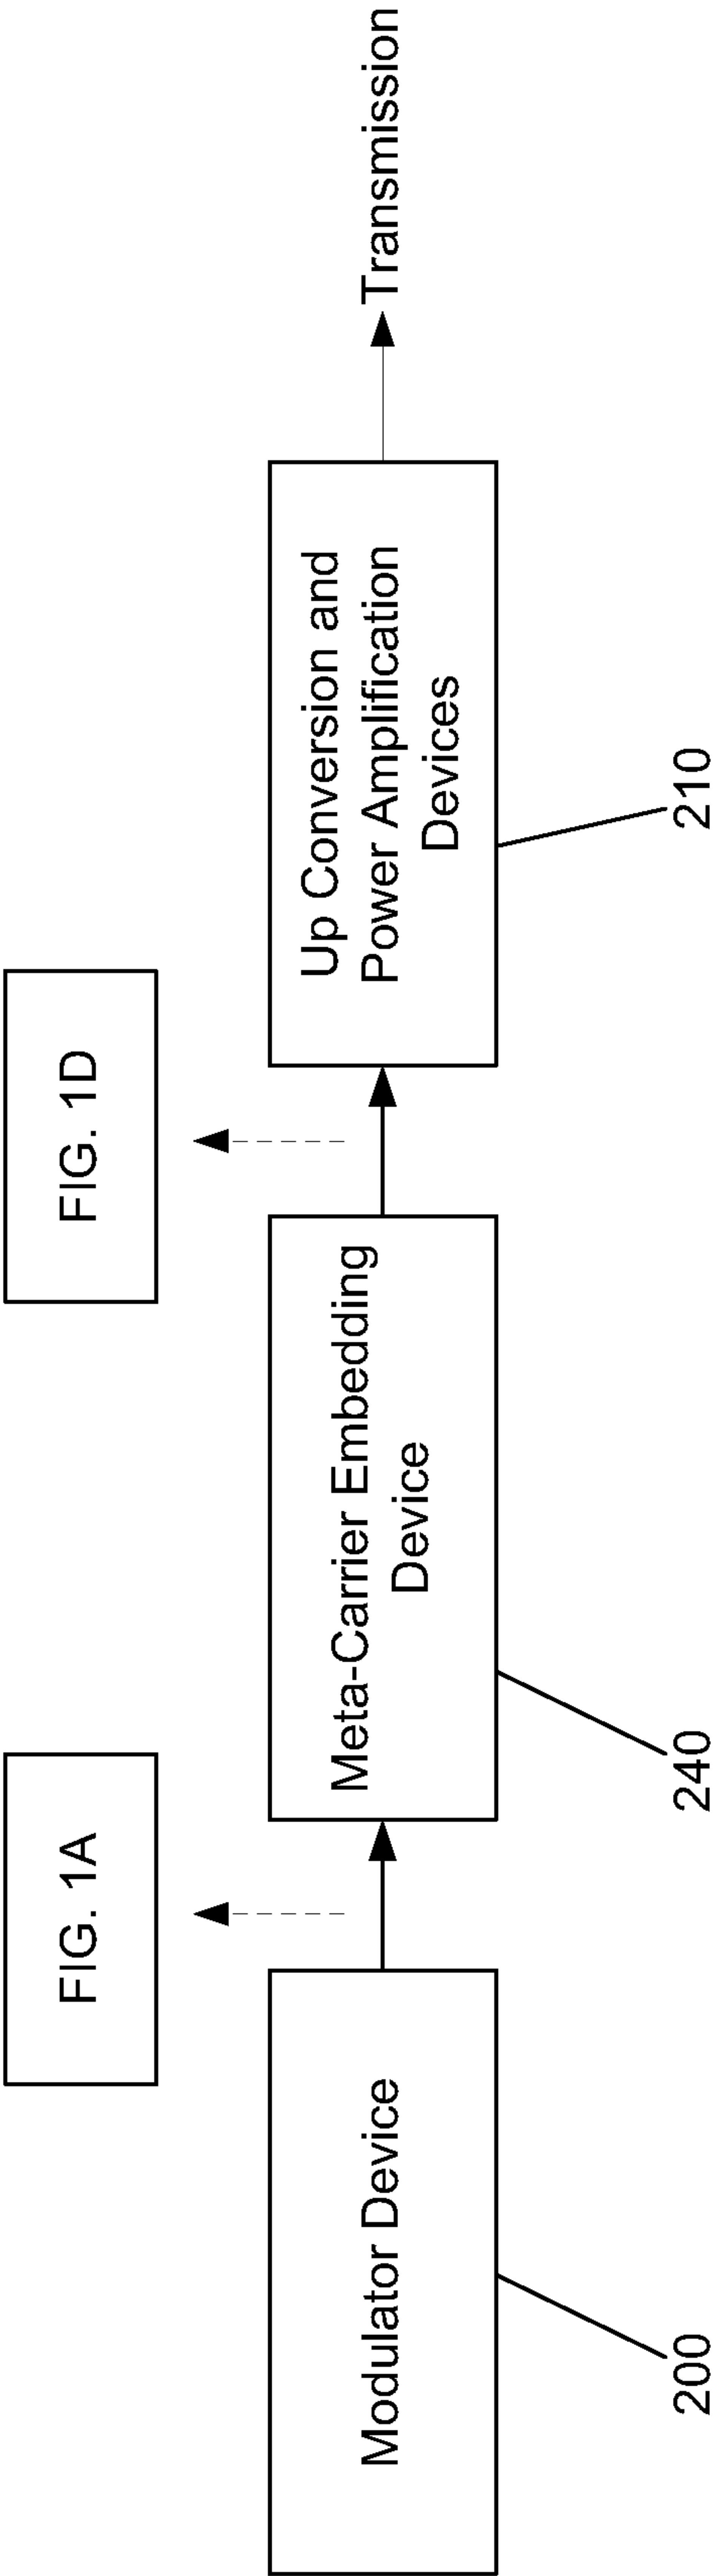 FIG. 1A
FIG. 1D
Modulator Device
Meta-Carrier Embedding
Device
Up Conversion and
Power Amplification
Devices
Transmission
200
240
210